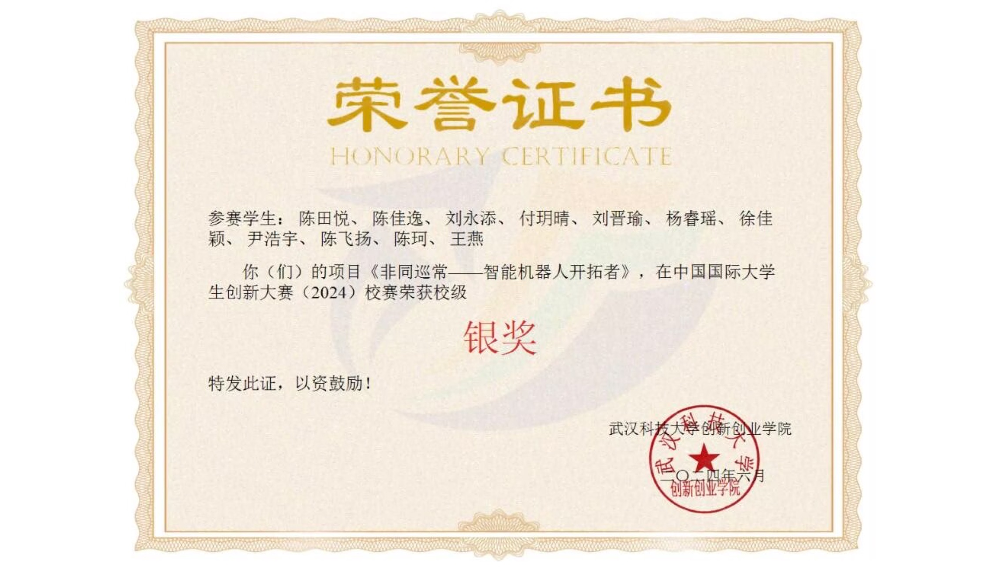 荣誉证书
HONORARY CERTIFICATE
参赛学生： 陈田悦、 陈佳逸、 刘永添、 付玥晴、 刘晋瑜、 杨睿瑶、 徐佳
颖、 尹浩宇、 陈飞扬、 陈珂、 王燕
你（们）的项目《非同巡常——智能机器人开拓者》，在中国国际大学
生创新大赛（2024）校赛荣获校级
银奖
特发此证，以资鼓励！
武汉科技大学创新创业学院
二〇二四年六月
武汉科技大学
创新创业学院